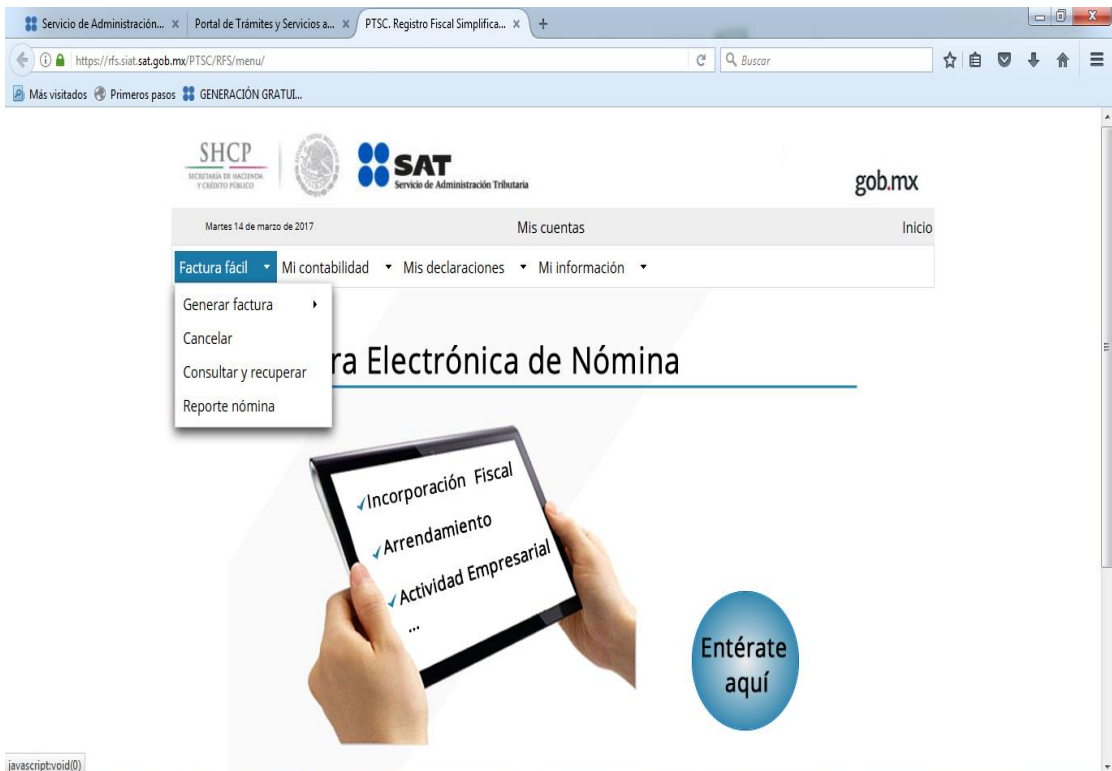 Servicio de Administración... × Portal de Trámites y Servicios a... × PTSC. Registro Fiscal Simplifica... × +
https://rfs.siat.sat.gob.mx/PTSC/RFS/menu/ Buscar
Más visitados Primeros pasos GENERACIÓN GRATUI...
SHCP
SECRETARÍA DE HACIENDA
Y CRÉDITO PÚBLICO
SAT
Servicio de Administración Tributaria
gob.mx
Martes 14 de marzo de 2017 Mis cuentas Inicio
Factura fácil Mi contabilidad Mis declaraciones Mi información
Generar factura
Cancelar
Consultar y recuperar
Reporte nómina
ra Electrónica de Nómina
✓Incorporación Fiscal
✓Arrendamiento
✓Actividad Empresarial
...
Entérate
aquí
javascript:void(0)